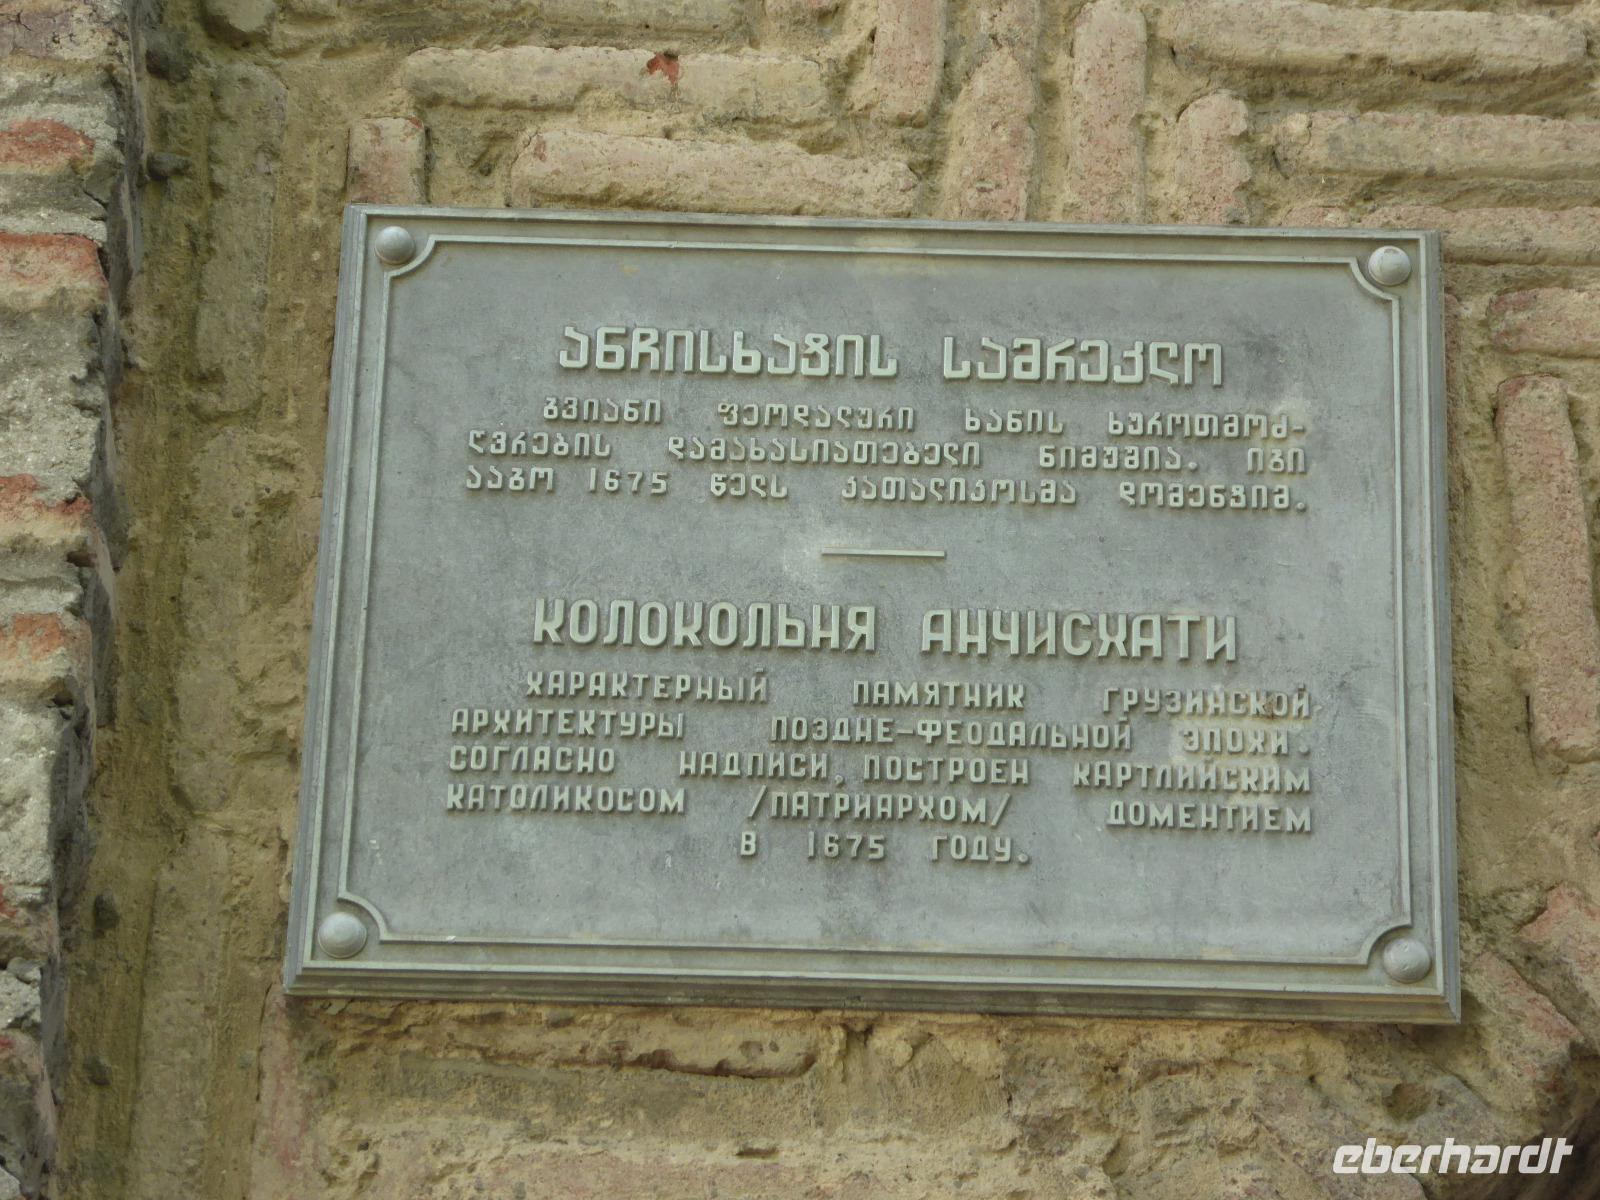 ანჩისხატის სამრეკლო
გვიანი ფეოდალური ხანის ხუროთმოძ-
ღვრების დამახასიათებელი ნიმუშია. იგი
ააგო 1675 წელს კათალიკოსმა დომენტიმ.
КОЛОКОЛЬНЯ АНЧИСХАТИ
ХАРАКТЕРНЫЙ ПАМЯТНИК ГРУЗИНСКОЙ
АРХИТЕКТУРЫ ПОЗДНЕ-ФЕОДАЛЬНОЙ ЭПОХИ.
СОГЛАСНО НАДПИСИ, ПОСТРОЕН КАРТЛИЙСКИМ
КАТОЛИКОСОМ /ПАТРИАРХОМ/ ДОМЕНТИЕМ
В 1675 ГОДУ.
eberhardt